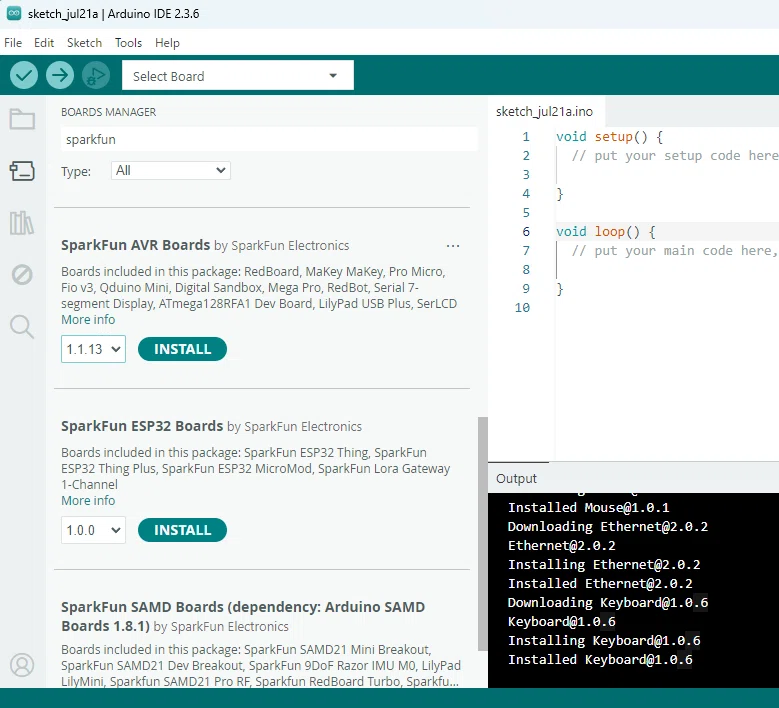 sketch_jul21a | Arduino IDE 2.3.6
File Edit Sketch Tools Help
Select Board
BOARDS MANAGER
sparkfun
Type: All
SparkFun AVR Boards by SparkFun Electronics
Boards included in this package: RedBoard, MaKey MaKey, Pro Micro,
Fio v3, Qduino Mini, Digital Sandbox, Mega Pro, RedBot, Serial 7-
segment Display, ATmega128RFA1 Dev Board, LilyPad USB Plus, SerLCD
More info
1.1.13 INSTALL
SparkFun ESP32 Boards by SparkFun Electronics
Boards included in this package: SparkFun ESP32 Thing, SparkFun
ESP32 Thing Plus, SparkFun ESP32 MicroMod, SparkFun Lora Gateway
1-Channel
More info
1.0.0 INSTALL
SparkFun SAMD Boards (dependency: Arduino SAMD
Boards 1.8.1) by SparkFun Electronics
Boards included in this package: SparkFun SAMD21 Mini Breakout,
SparkFun SAMD21 Dev Breakout, SparkFun 9DoF Razor IMU M0, LilyPad
LilyMini, Sparkfun SAMD21 Pro RF, Sparkfun RedBoard Turbo, Sparkfu...
sketch_jul21a.ino
1 void setup() {
2 // put your setup code here
3
4 }
5
6 void loop() {
7 // put your main code here,
8
9 }
10
Output
Installed Mouse@1.0.1
Downloading Ethernet@2.0.2
Ethernet@2.0.2
Installing Ethernet@2.0.2
Installed Ethernet@2.0.2
Downloading Keyboard@1.0.6
Keyboard@1.0.6
Installing Keyboard@1.0.6
Installed Keyboard@1.0.6